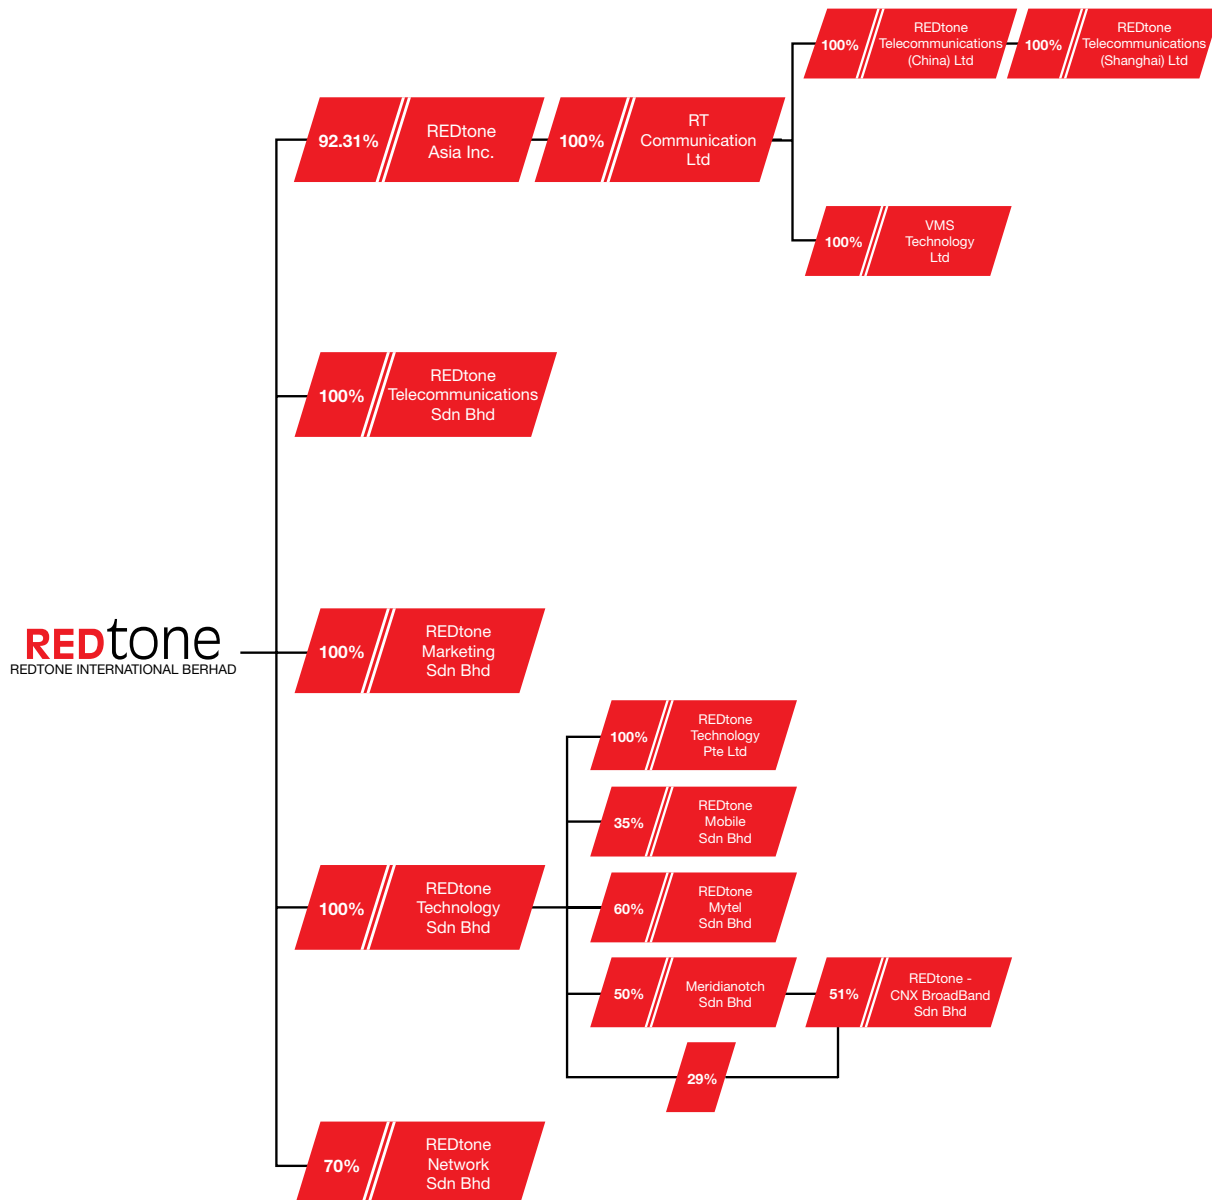 100%
REDtone
Telecommunications
(China) Ltd
100%
REDtone
Telecommunications
(Shanghai) Ltd
92.31%
REDtone
Asia Inc.
100%
RT
Communication
Ltd
100%
VMS
Technology
Ltd
100%
REDtone
Telecommunications
Sdn Bhd
REDtone
REDTONE INTERNATIONAL BERHAD
100%
REDtone
Marketing
Sdn Bhd
100%
REDtone
Technology
Pte Ltd
35%
REDtone
Mobile
Sdn Bhd
100%
REDtone
Technology
Sdn Bhd
60%
REDtone
Mytel
Sdn Bhd
50%
Meridianotch
Sdn Bhd
51%
REDtone -
CNX BroadBand
Sdn Bhd
29%
70%
REDtone
Network
Sdn Bhd